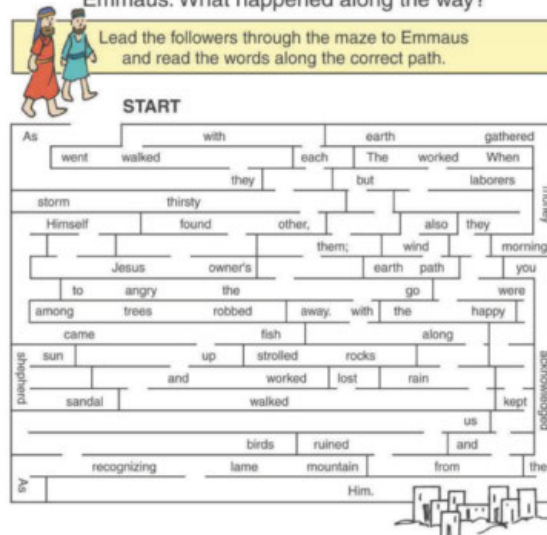 Emmaus. What happened along the way?
Lead the followers through the maze to Emmaus
and read the words along the correct path.
START
As with earth gathered
went walked each The worked When
they but laborers
money
storm thirsty
Himself found other, also they
them; wind morning
Jesus owner's earth path you
to angry the go were
among trees robbed away. with the happy
came fish along
shepherd
sun up strolled rocks
acknowledged
and worked lost rain
sandal walked kept
us
birds ruined and
recognizing lame mountain from the
As
Him.